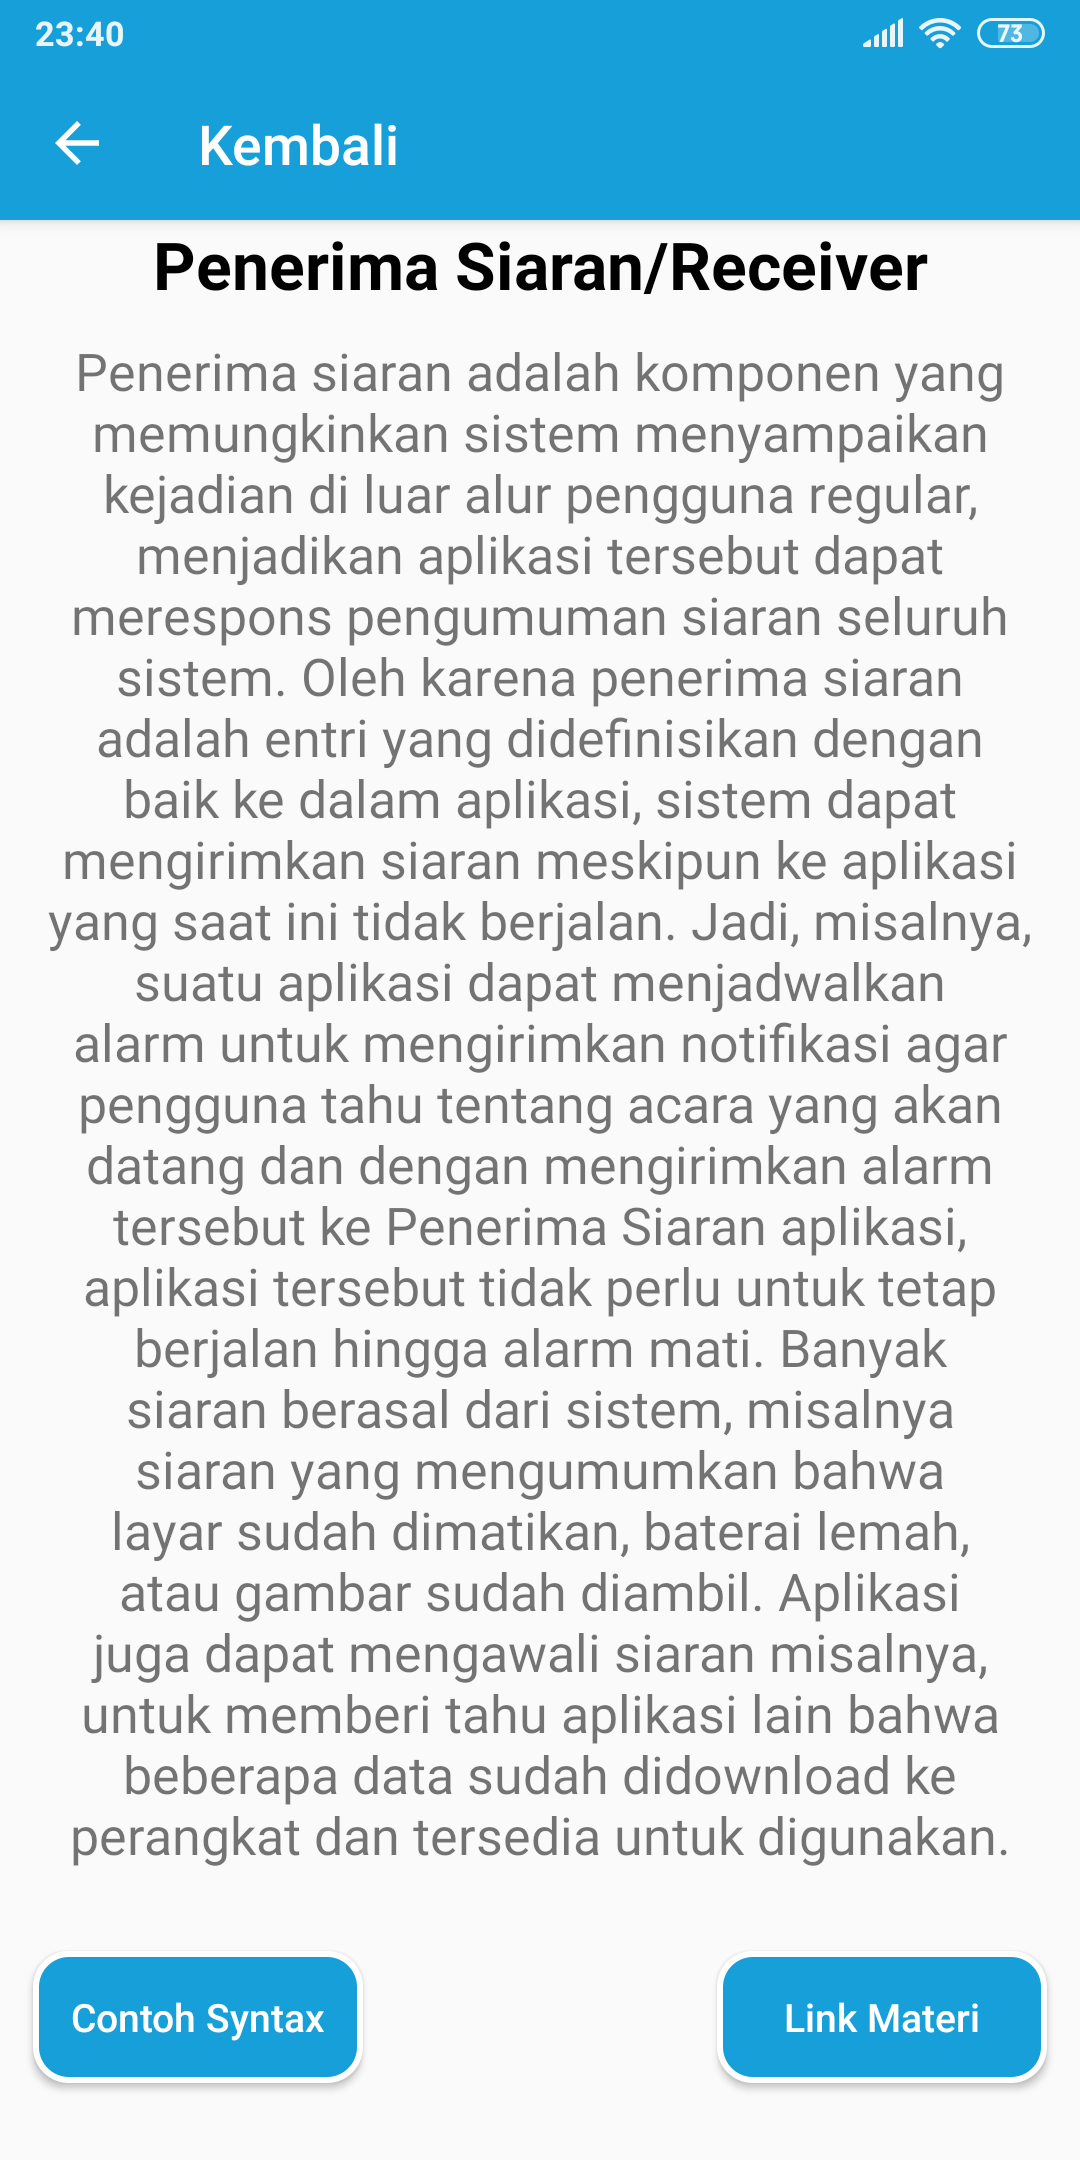 23:40
73
Kembali
Penerima Siaran/Receiver
Penerima siaran adalah komponen yang
memungkinkan sistem menyampaikan
kejadian di luar alur pengguna regular,
menjadikan aplikasi tersebut dapat
merespons pengumuman siaran seluruh
sistem. Oleh karena penerima siaran
adalah entri yang didefinisikan dengan
baik ke dalam aplikasi, sistem dapat
mengirimkan siaran meskipun ke aplikasi
yang saat ini tidak berjalan. Jadi, misalnya,
suatu aplikasi dapat menjadwalkan
alarm untuk mengirimkan notifikasi agar
pengguna tahu tentang acara yang akan
datang dan dengan mengirimkan alarm
tersebut ke Penerima Siaran aplikasi,
aplikasi tersebut tidak perlu untuk tetap
berjalan hingga alarm mati. Banyak
siaran berasal dari sistem, misalnya
siaran yang mengumumkan bahwa
layar sudah dimatikan, baterai lemah,
atau gambar sudah diambil. Aplikasi
juga dapat mengawali siaran misalnya,
untuk memberi tahu aplikasi lain bahwa
beberapa data sudah didownload ke
perangkat dan tersedia untuk digunakan.
Contoh Syntax
Link Materi